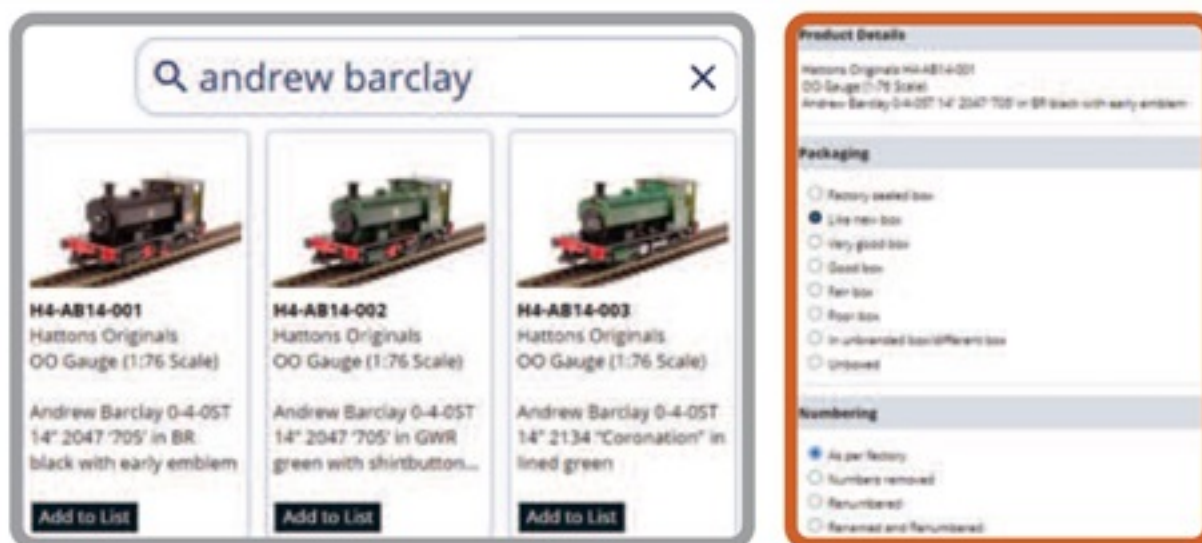 andrew barclay
H4-AB14-001
Hattons Originals
OO Gauge (1:76 Scale)
Andrew Barclay 0-4-0ST
14" 2047 '705' in BR
black with early emblem
Add to List
H4-AB14-002
Hattons Originals
OO Gauge (1:76 Scale)
Andrew Barclay 0-4-0ST
14" 2047 '705' in GWR
green with shirtbutton...
Add to List
H4-AB14-003
Hattons Originals
OO Gauge (1:76 Scale)
Andrew Barclay 0-4-0ST
14" 2134 "Coronation" in
lined green
Add to List
Product Details
Hattons Originals H4-AB14-001
OO Gauge (1:76 Scale)
Andrew Barclay 0-4-0ST 14" 2047 '705' in BR black with early emblem
Packaging
Factory sealed box
Like new box
Very good box
Good box
Fair box
Poor box
In unbranded box/different box
Unboxed
Numbering
As per factory
Numbers removed
Renumbered
Renamed and Renumbered